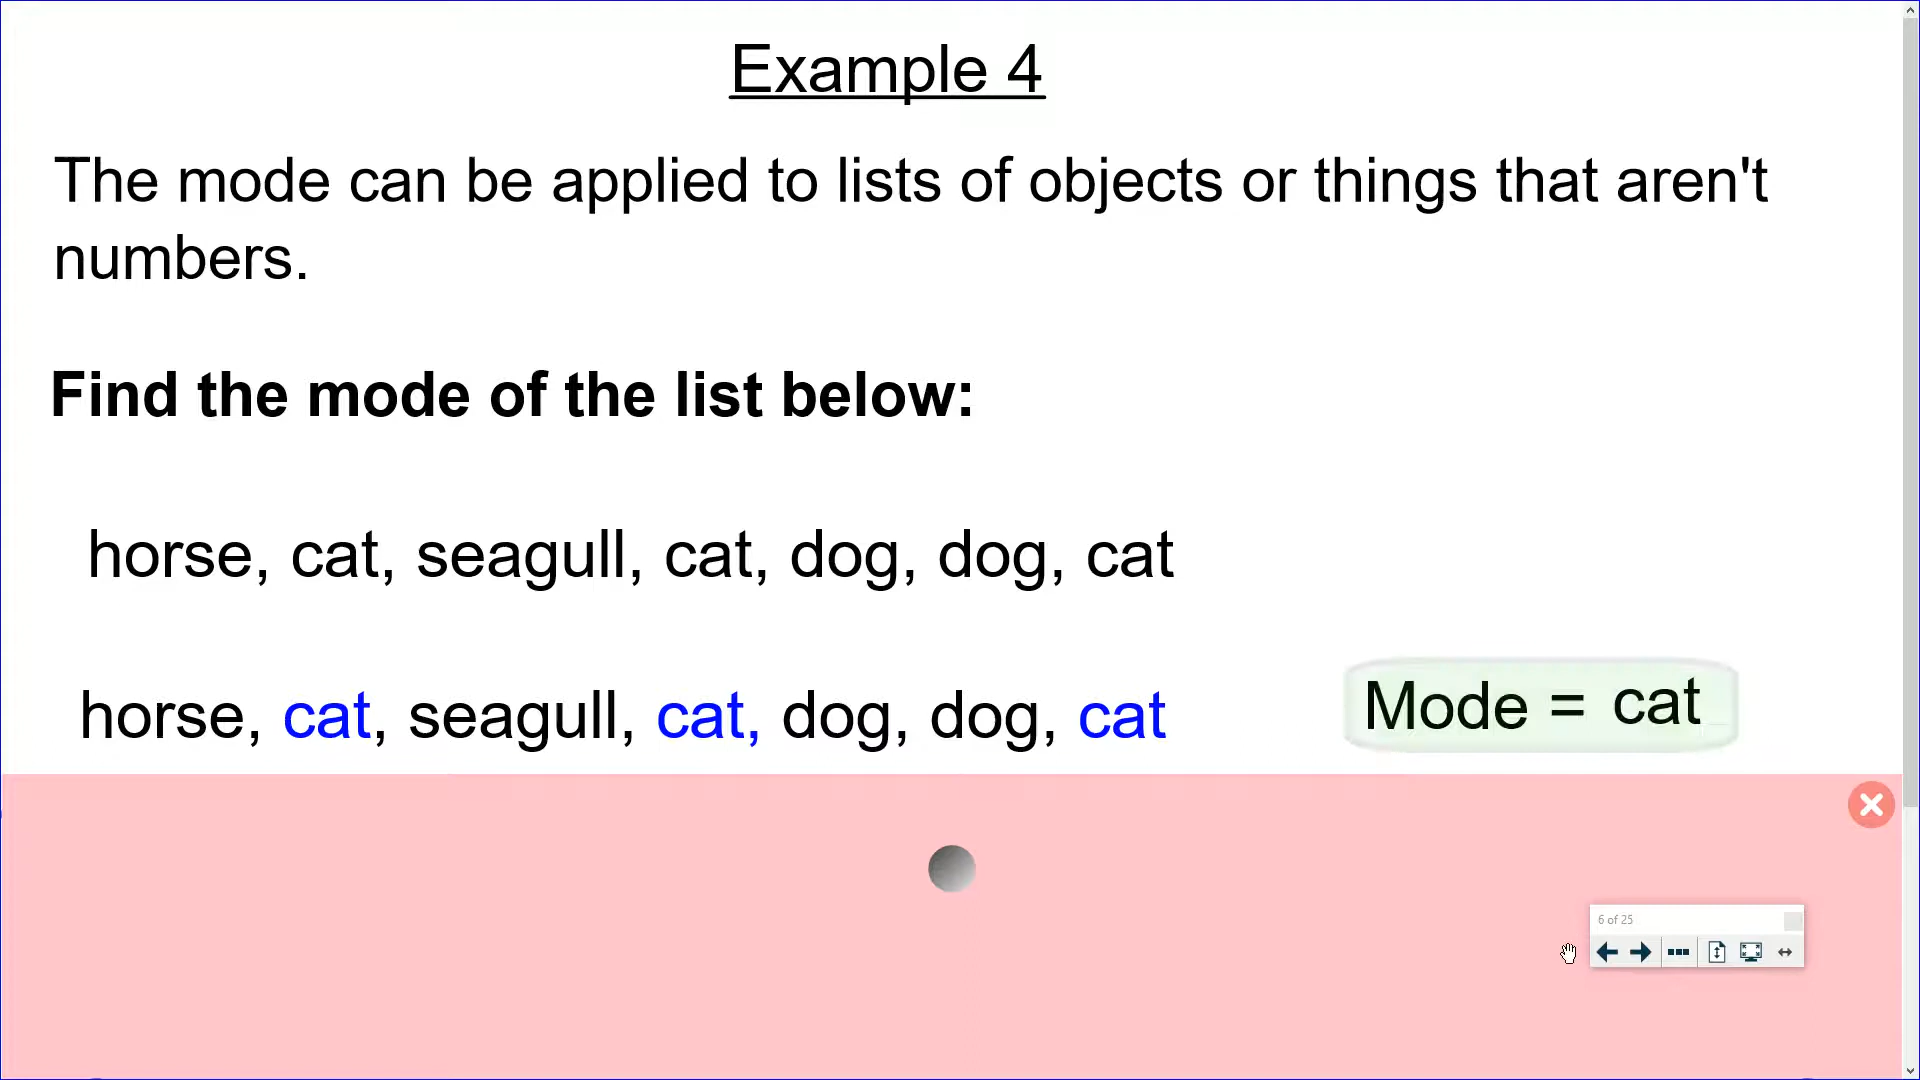 Example 4
The mode can be applied to lists of objects or things that aren't
numbers.
Find the mode of the list below:
horse, cat, seagull, cat, dog, dog, cat
horse, cat, seagull, cat, dog, dog, cat
Mode = cat
6 of 25